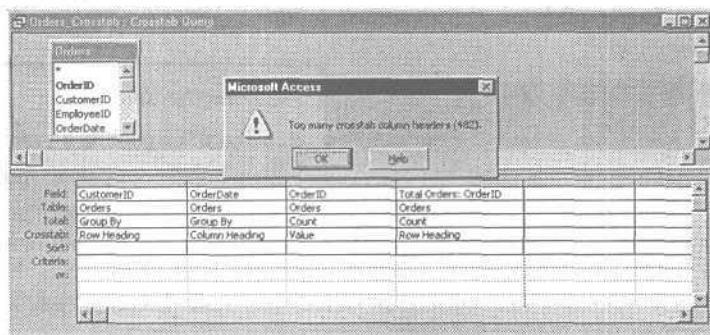 Orders_Crosstab : Crosstab Query
Orders
*
OrderID
CustomerID
EmployeeID
OrderDate
Microsoft Access
Too many crosstab column headers (482).
OK
Help
Field: CustomerID OrderDate OrderID Total Orders: OrderID
Table: Orders Orders Orders Orders
Total: Group By Group By Count Count
Crosstab: Row Heading Column Heading Value Row Heading
Sort:
Criteria:
or: